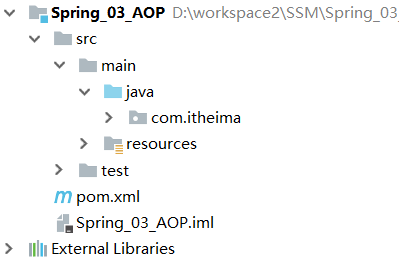 Spring_03_AOP D:\workspace2\SSM\Spring_03_
src
main
java
com.itheima
resources
test
pom.xml
Spring_03_AOP.iml
External Libraries